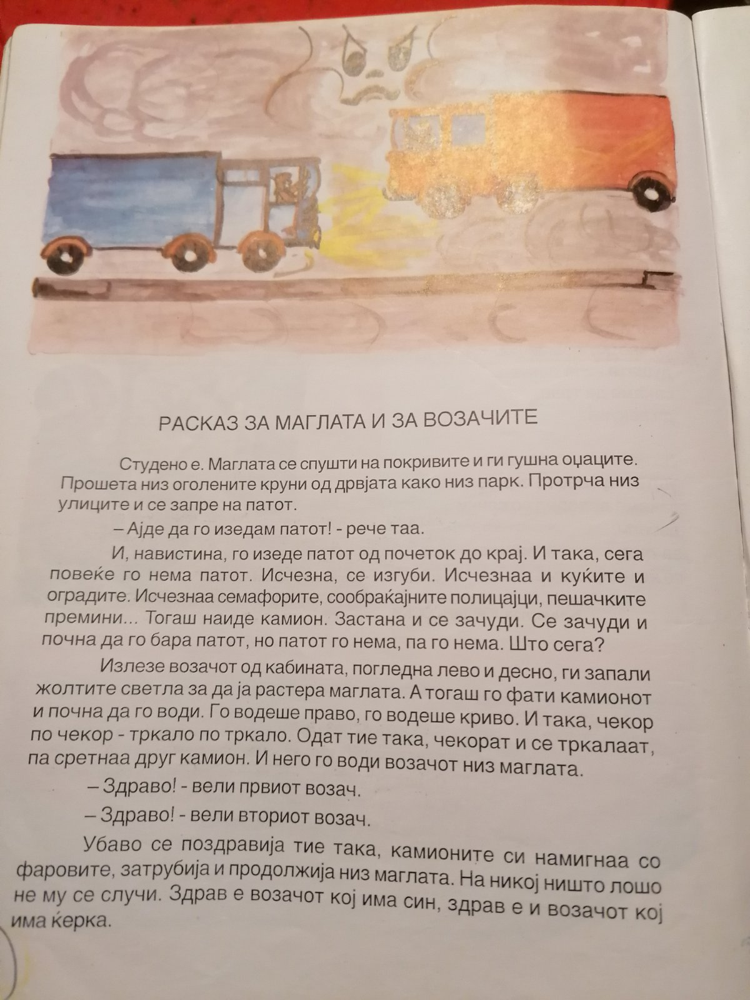 РАСКАЗ ЗА МАГЛАТА И ЗА ВОЗАЧИТЕ
Студено е. Маглата се спушти на покривите и ги гушна оџаците.
Прошета низ оголените круни од дрвјата како низ парк. Протрча низ
улиците и се запре на патот.
– Ајде да го изедам патот! - рече таа.
И, навистина, го изеде патот од почеток до крај. И така, сега
повеќе го нема патот. Исчезна, се изгуби. Исчезнаа и куќите и
оградите. Исчезнаа семафорите, сообраќајните полицајци, пешачките
премини... Тогаш наиде камион. Застана и се зачуди. Се зачуди и
почна да го бара патот, но патот го нема, па го нема. Што сега?
Излезе возачот од кабината, погледна лево и десно, ги запали
жолтите светла за да ја растера маглата. А тогаш го фати камионот
и почна да го води. Го водеше право, го водеше криво. И така, чекор
по чекор - тркало по тркало. Одат тие така, чекорат и се тркалаат,
па сретнаа друг камион. И него го води возачот низ маглата.
– Здраво! - вели првиот возач.
– Здраво! - вели вториот возач.
Убаво се поздравија тие така, камионите си намигнаа со
фаровите, затрубија и продолжија низ маглата. На никој ништо лошо
не му се случи. Здрав е возачот кој има син, здрав е и возачот кој
има ќерка.